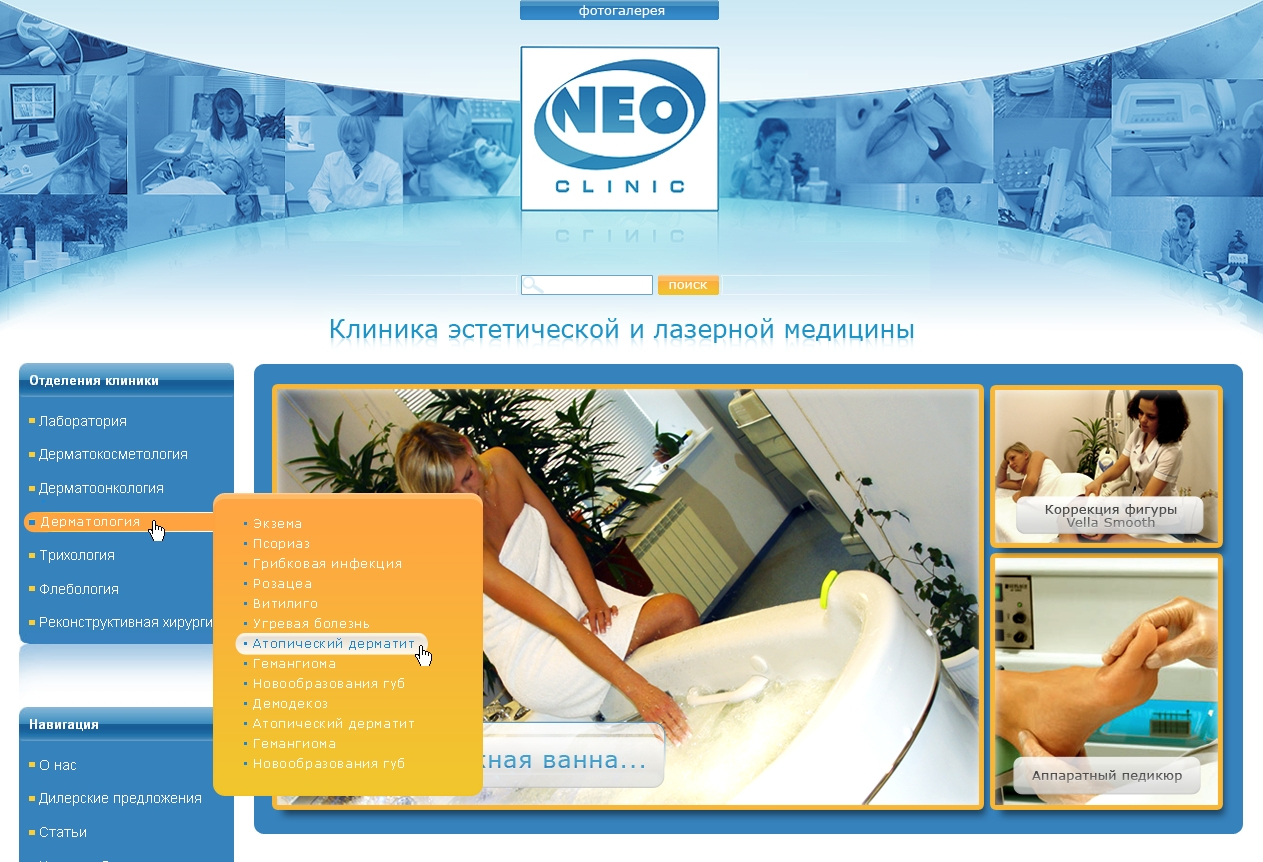 фотогалерея
NEO
CLINIC
поиск
Клиника эстетической и лазерной медицины
Отделения клиники
Лаборатория
Дерматокосметология
Дерматоонкология
Дерматология
Трихология
Флебология
Реконструктивная хирурги
Экзема
Псориаз
Грибковая инфекция
Розацеа
Витилиго
Угревая болезнь
Атопический дерматит
Гемангиома
Новообразования губ
Демодекоз
Атопический дерматит
Гемангиома
Новообразования губ
жная ванна...
Коррекция фигуры
Vella Smooth
Аппаратный педикюр
Навигация
О нас
Дилерские предложения
Статьи